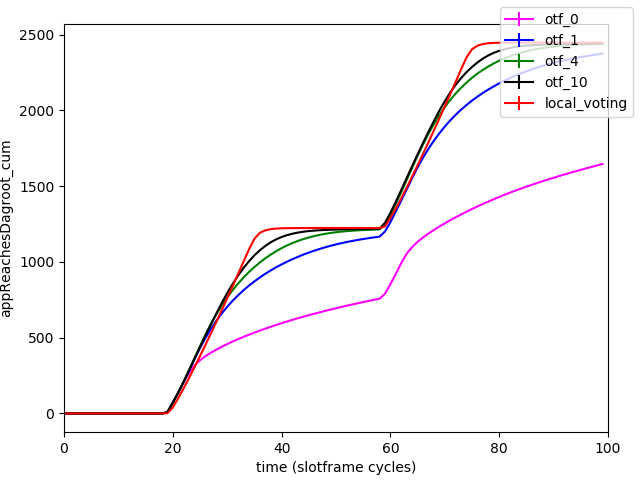 otf_0
otf_1
otf_4
otf_10
local_voting
2500
2000
1500
1000
500
0
appReachesDagroot_cum
0 20 40 60 80 100
time (slotframe cycles)